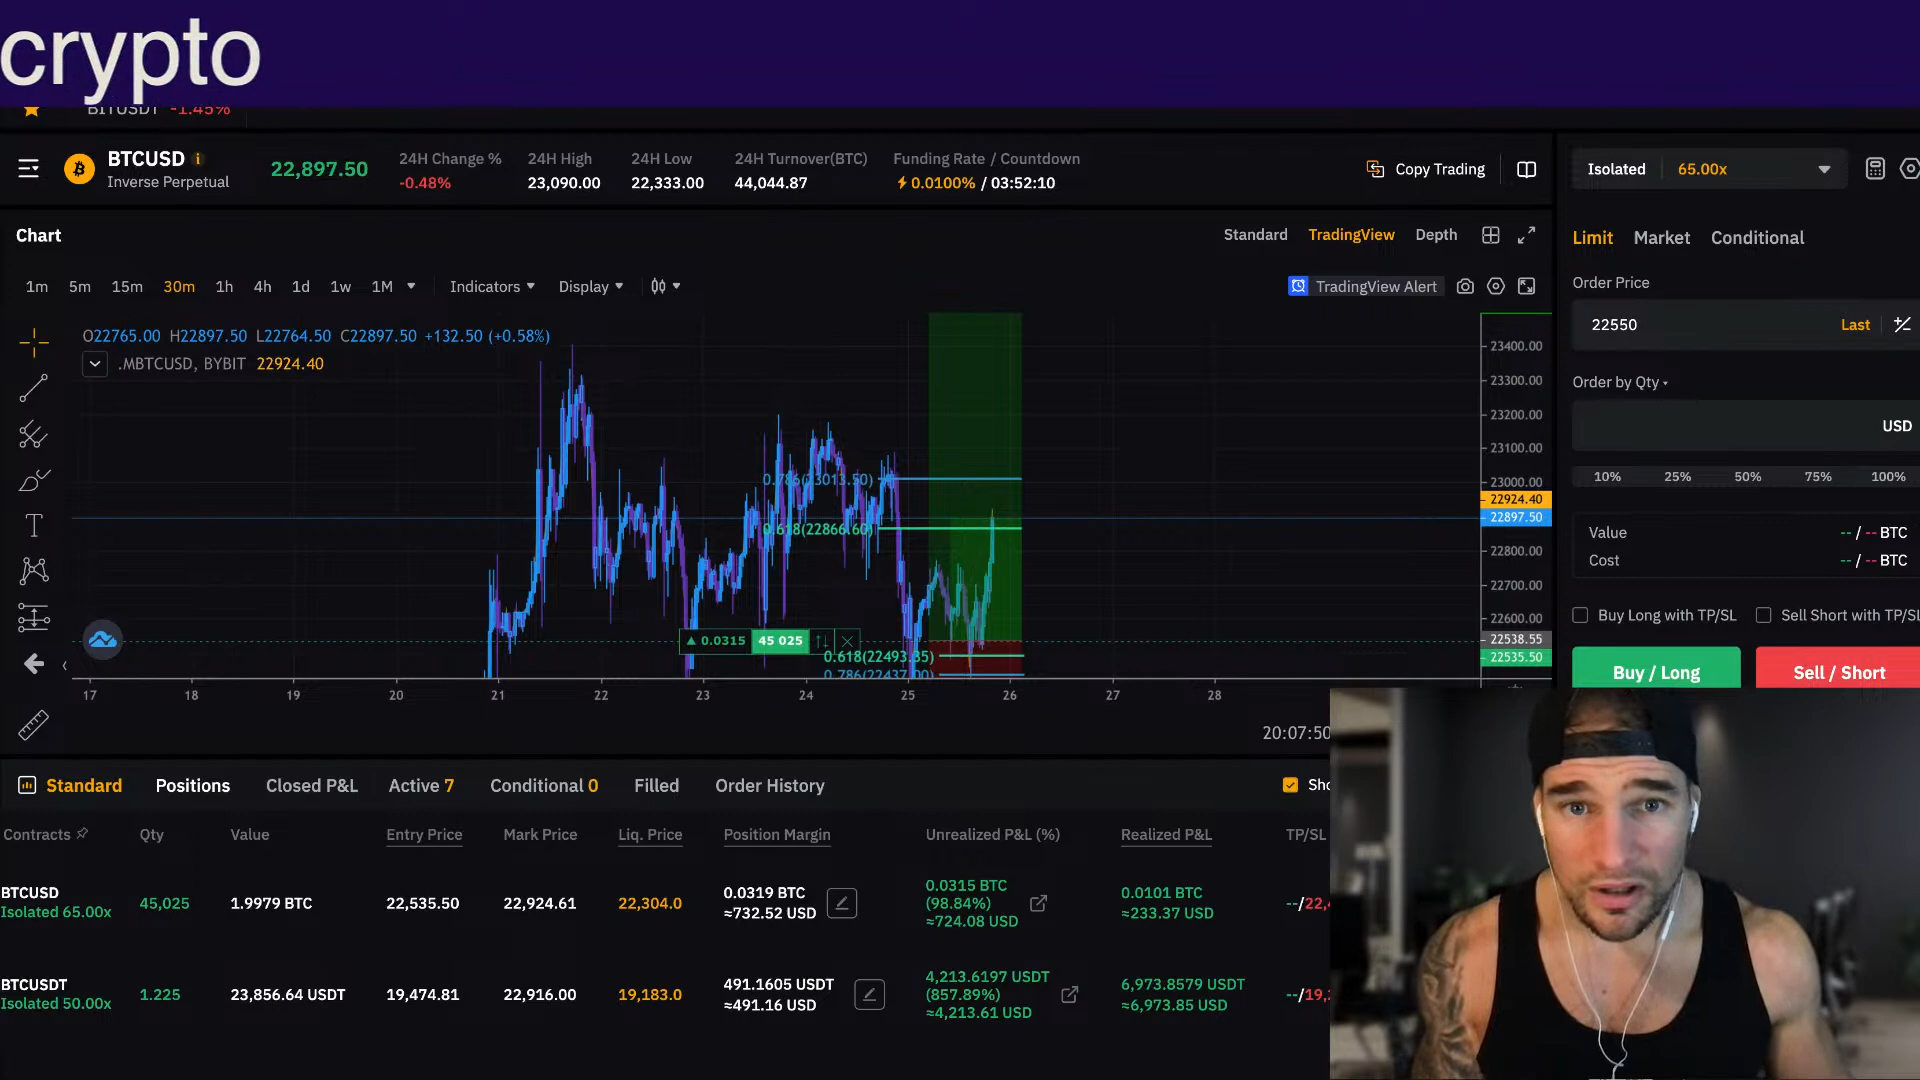 crypto
BITUSDT -1.45%
BTCUSD
Inverse Perpetual
22,897.50
24H Change %
-0.48%
24H High
23,090.00
24H Low
22,333.00
24H Turnover(BTC)
44,044.87
Funding Rate / Countdown
0.0100% / 03:52:10
Copy Trading
Isolated 65.00x
Chart
Standard TradingView Depth
Limit Market Conditional
1m 5m 15m 30m 1h 4h 1d 1w 1M Indicators Display
TradingView Alert
Order Price
22550 Last
Order by Qty
USD
10% 25% 50% 75% 100%
Value -- / -- BTC
Cost -- / -- BTC
Buy Long with TP/SL Sell Short with TP/SL
Buy / Long Sell / Short
O22765.00 H22897.50 L22764.50 C22897.50 +132.50 (+0.58%)
.MBTCUSD, BYBIT 22924.40
23400.00
23300.00
23200.00
23100.00
23000.00
22924.40
22897.50
22800.00
22700.00
22600.00
22538.55
22535.50
0.786(23013.50)
0.618(22866.60)
0.0315 45 025
0.618(22493.35)
0.786(22437.00)
17 18 19 20 21 22 23 24 25 26 27 28
20:07:50
Standard Positions Closed P&L Active 7 Conditional 0 Filled Order History
Contracts Qty Value Entry Price Mark Price Liq. Price Position Margin Unrealized P&L (%) Realized P&L TP/SL
BTCUSD
Isolated 65.00x
45,025
1.9979 BTC
22,535.50
22,924.61
22,304.0
0.0319 BTC
≈732.52 USD
0.0315 BTC
(98.84%)
≈724.08 USD
0.0101 BTC
≈233.37 USD
--/22,4
BTCUSDT
Isolated 50.00x
1.225
23,856.64 USDT
19,474.81
22,916.00
19,183.0
491.1605 USDT
≈491.16 USD
4,213.6197 USDT
(857.89%)
≈4,213.61 USD
6,973.8579 USDT
≈6,973.85 USD